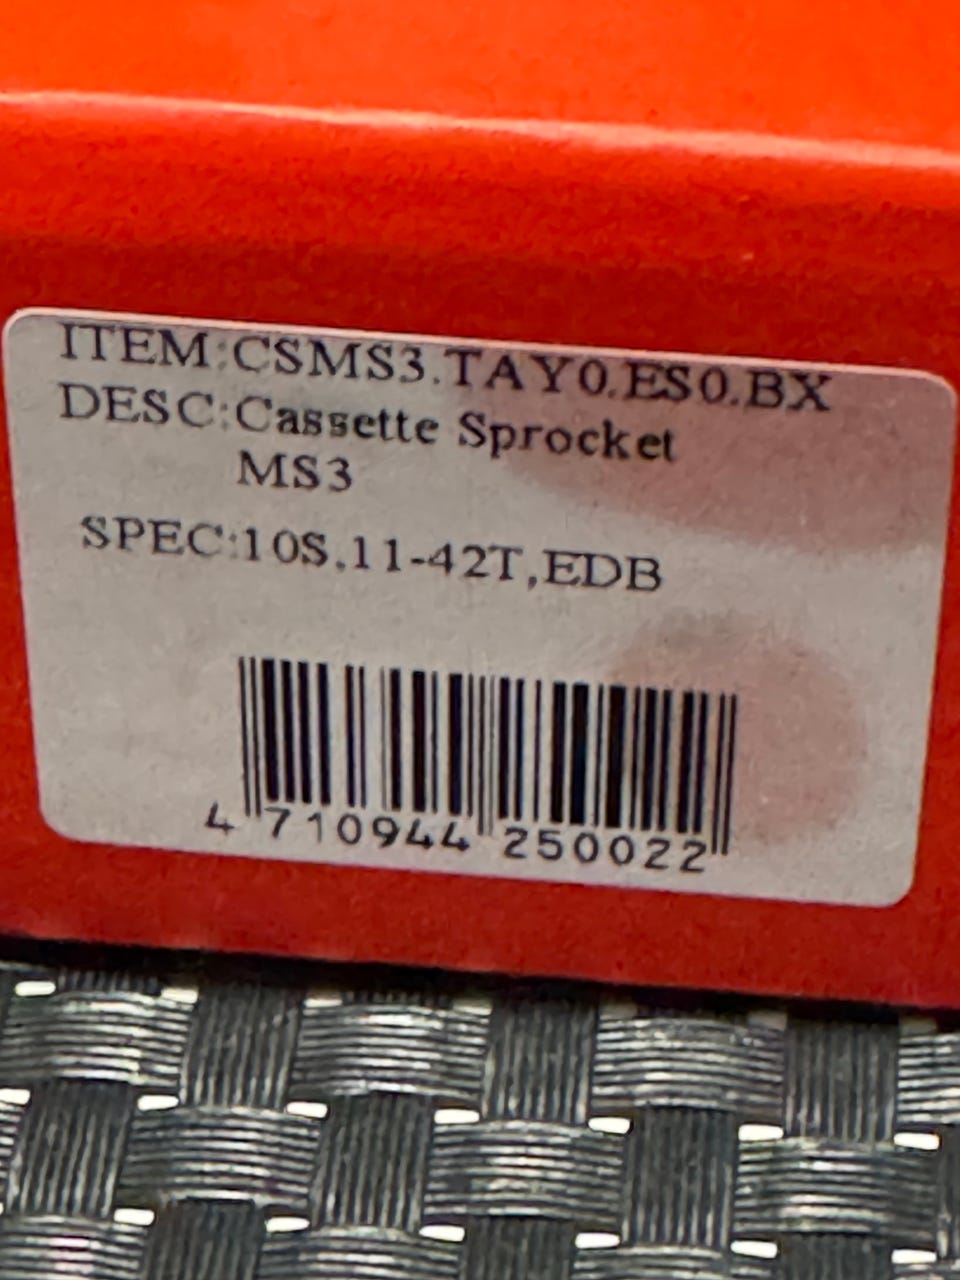 ITEM:CSMS3.TAY0.ES0.BX
DESC:Cassette Sprocket
MS3
SPEC:10S,11-42T,EDB
4 710944 250022